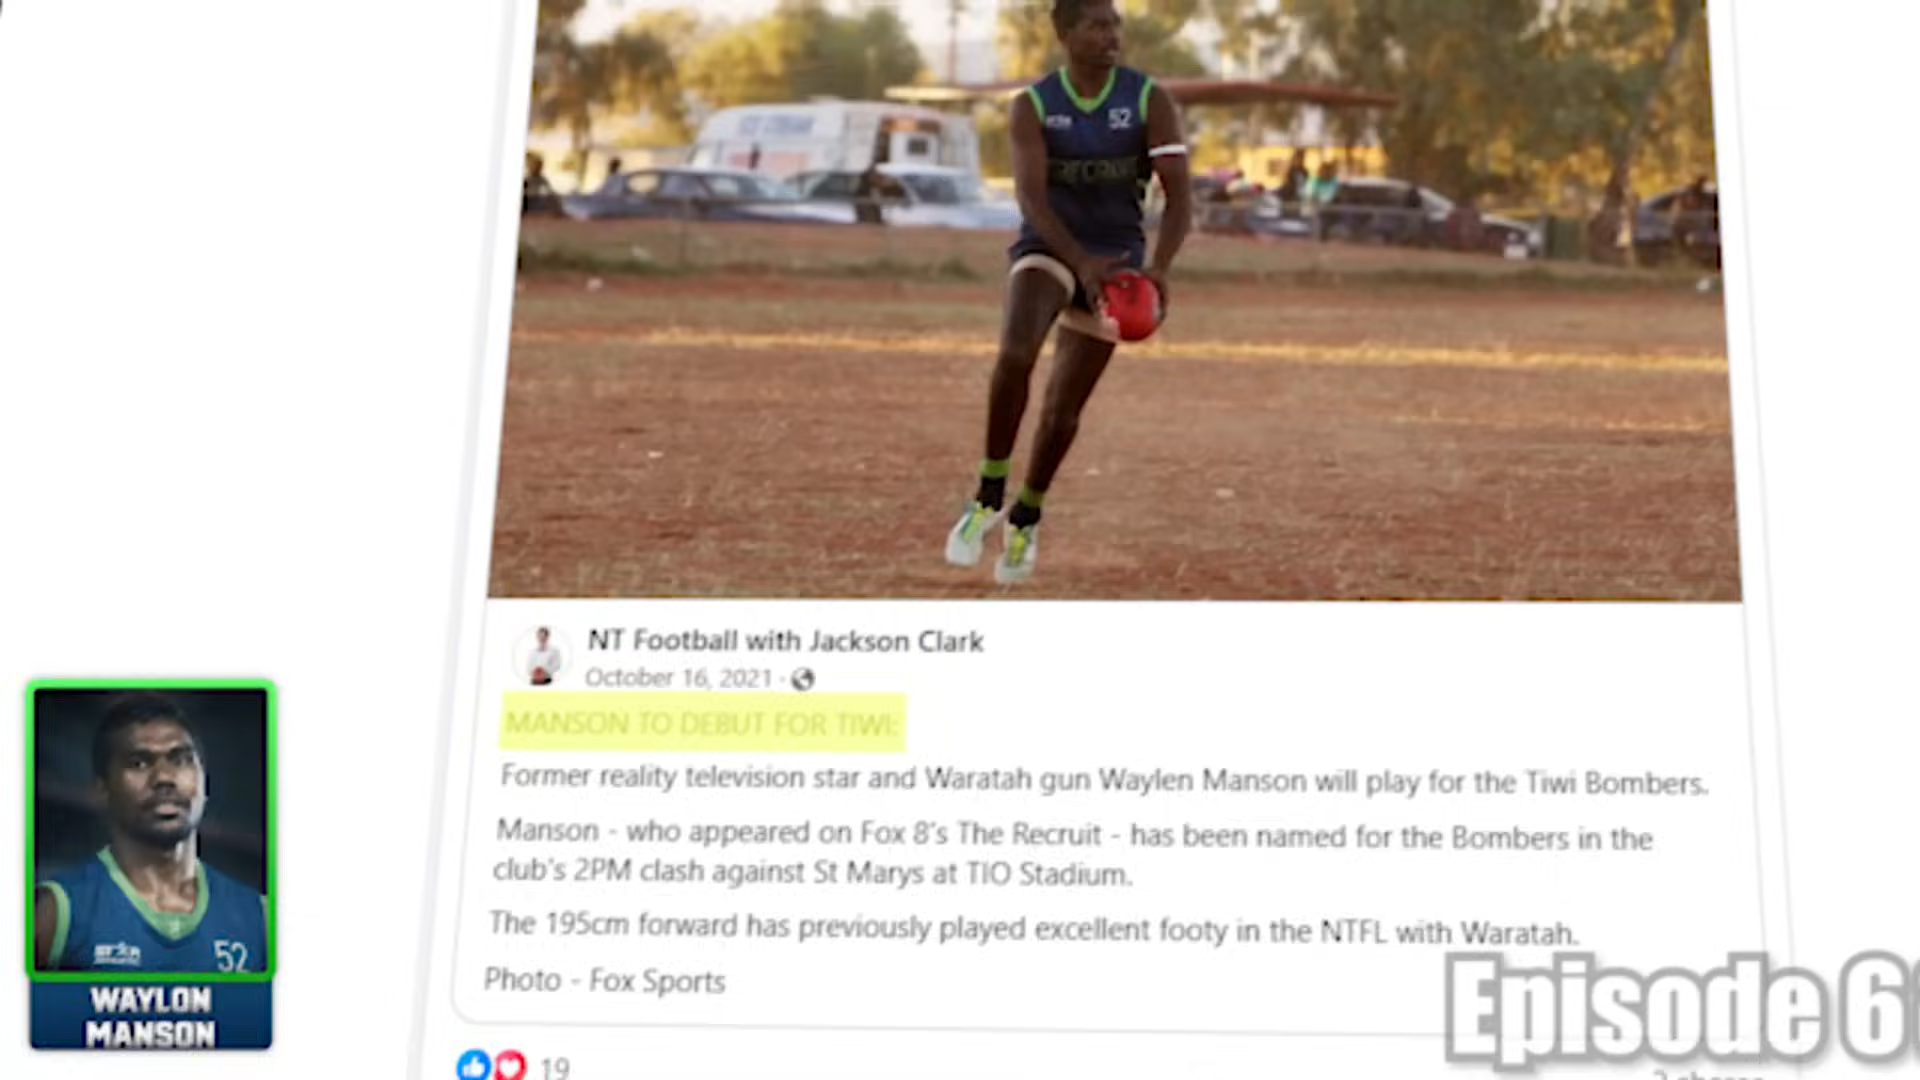 ICE CREAM
52
NT Football with Jackson Clark
October 16, 2021 ·
MANSON TO DEBUT FOR TIWI:
Former reality television star and Waratah gun Waylen Manson will play for the Tiwi Bombers.
Manson - who appeared on Fox 8's The Recruit - has been named for the Bombers in the
club's 2PM clash against St Marys at TIO Stadium.
The 195cm forward has previously played excellent footy in the NTFL with Waratah.
Photo - Fox Sports
19
52
WAYLON
MANSON
Episode